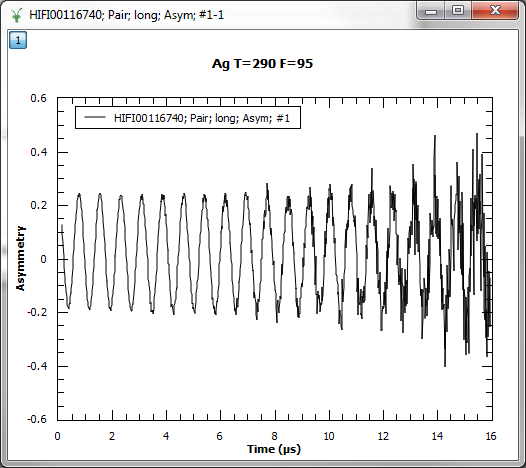 HIFI00116740; Pair; long; Asym; #1-1
1
Ag T=290 F=95
HIFI00116740; Pair; long; Asym; #1
Asymmetry
0.6
0.4
0.2
0
-0.2
-0.4
-0.6
0 2 4 6 8 10 12 14 16
Time (μs)